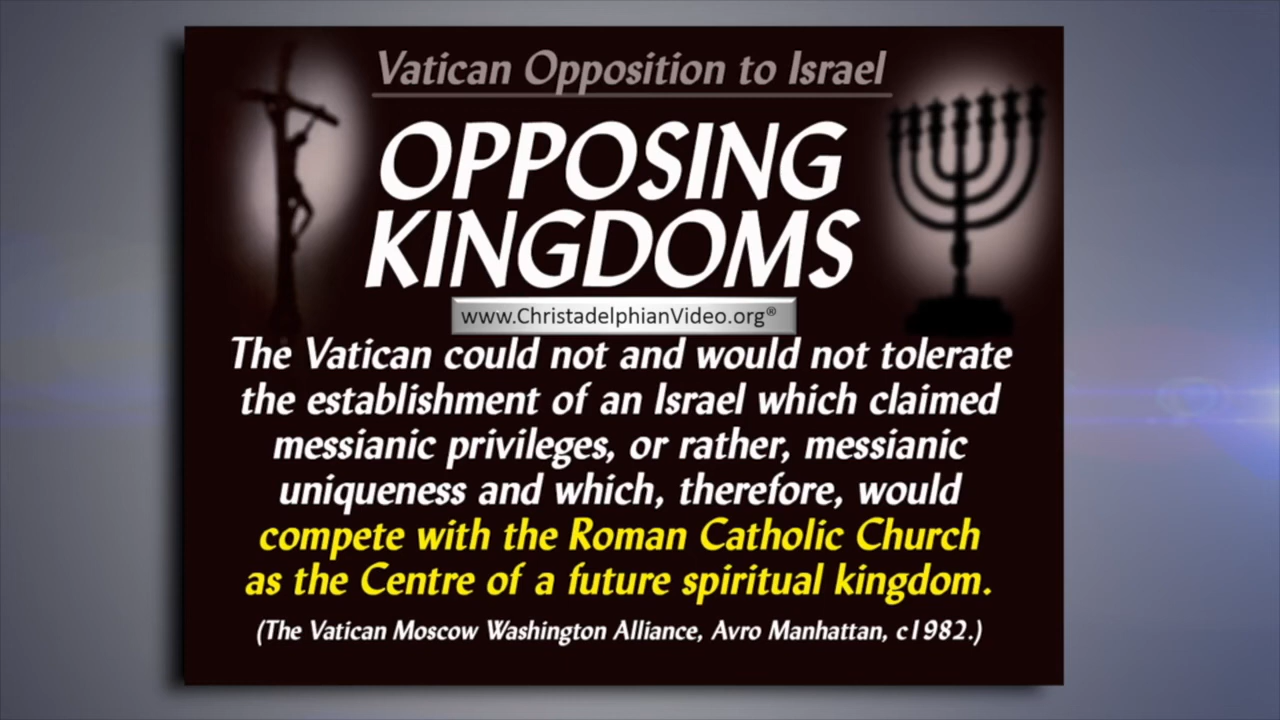 Vatican Opposition to Israel
OPPOSING
KINGDOMS
www.ChristadelphianVideo.org®
The Vatican could not and would not tolerate
the establishment of an Israel which claimed
messianic privileges, or rather, messianic
uniqueness and which, therefore, would
compete with the Roman Catholic Church
as the Centre of a future spiritual kingdom.
(The Vatican Moscow Washington Alliance, Avro Manhattan, c1982.)